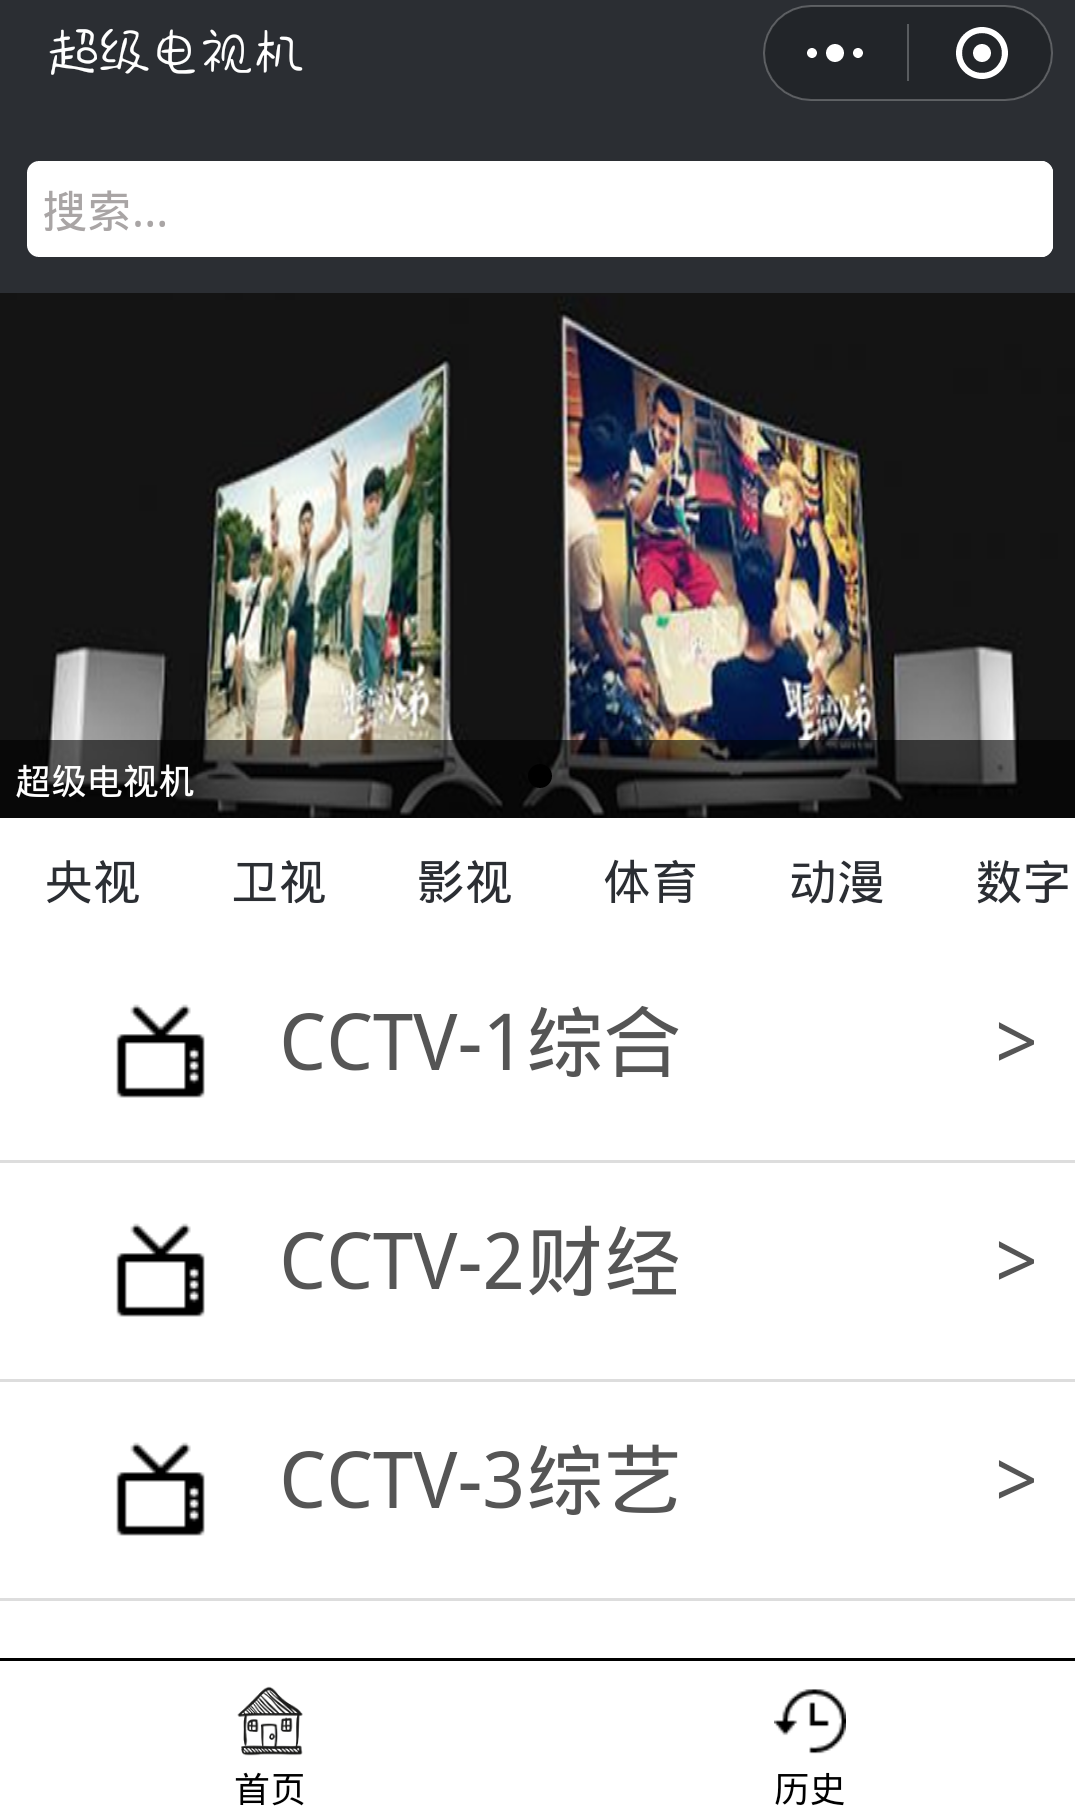 超级电视机
搜索...
超级电视机
央视 卫视 影视 体育 动漫 数字
CCTV-1综合 >
CCTV-2财经 >
CCTV-3综艺 >
首页 历史